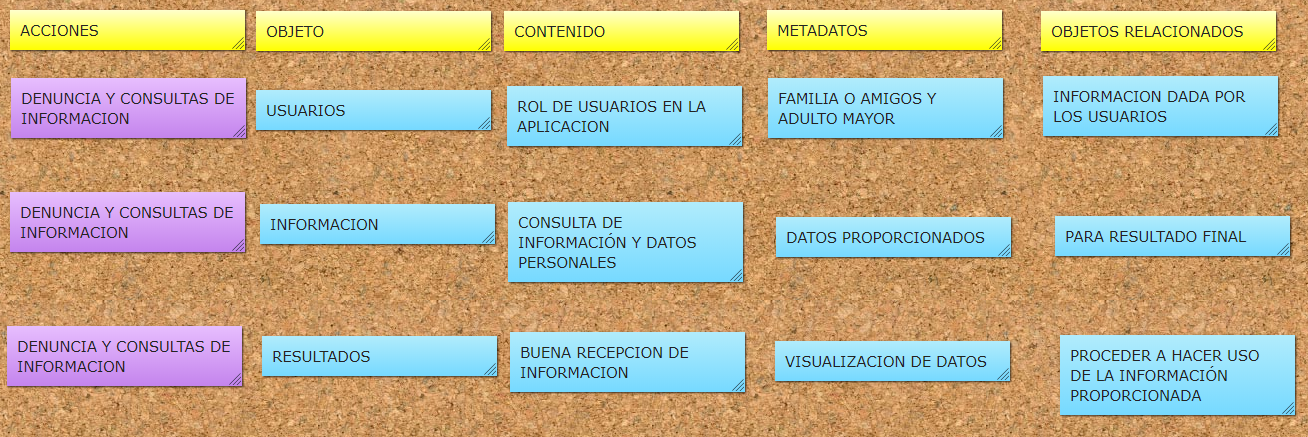 ACCIONES
OBJETO
CONTENIDO
METADATOS
OBJETOS RELACIONADOS
DENUNCIA Y CONSULTAS DE
INFORMACION
USUARIOS
ROL DE USUARIOS EN LA
APLICACION
FAMILIA O AMIGOS Y
ADULTO MAYOR
INFORMACION DADA POR
LOS USUARIOS
DENUNCIA Y CONSULTAS DE
INFORMACION
INFORMACION
CONSULTA DE
INFORMACIÓN Y DATOS
PERSONALES
DATOS PROPORCIONADOS
PARA RESULTADO FINAL
DENUNCIA Y CONSULTAS DE
INFORMACION
RESULTADOS
BUENA RECEPCION DE
INFORMACION
VISUALIZACION DE DATOS
PROCEDER A HACER USO
DE LA INFORMACIÓN
PROPORCIONADA